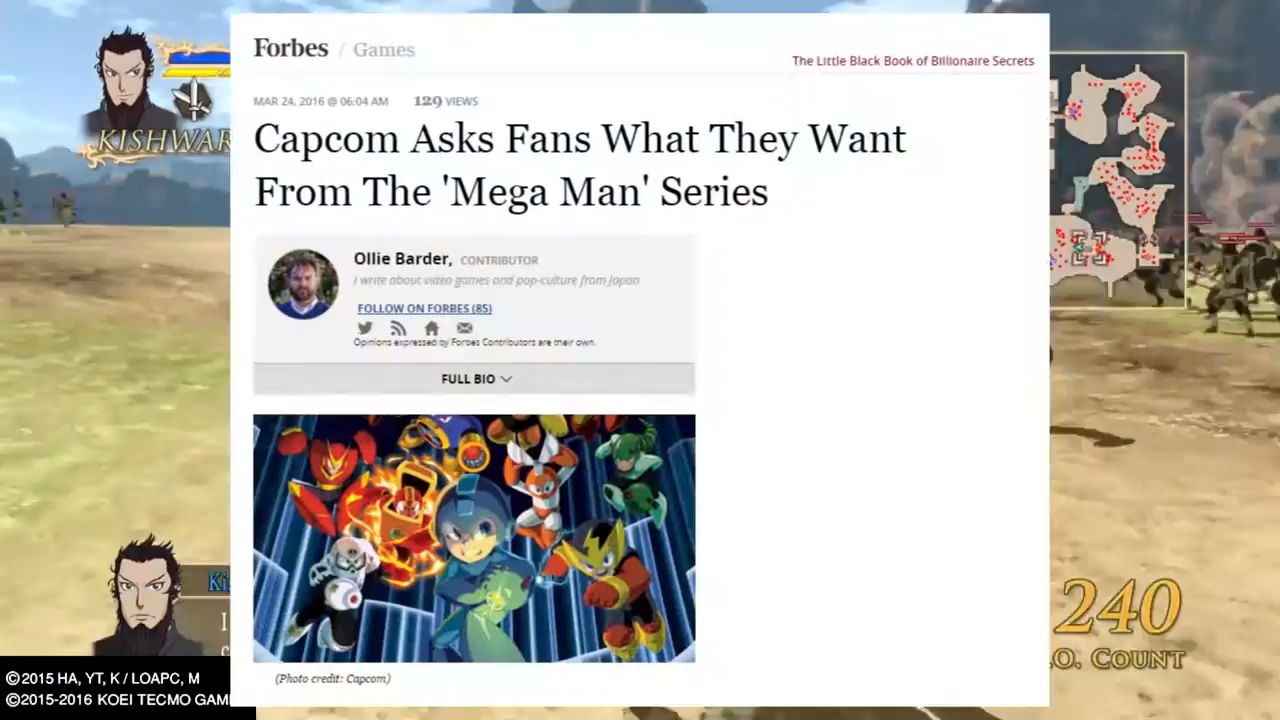 Forbes / Games
The Little Black Book of Billionaire Secrets
MAR 24, 2016 @ 06:04 AM 129 VIEWS
Capcom Asks Fans What They Want
From The 'Mega Man' Series
Ollie Barder, CONTRIBUTOR
I write about video games and pop-culture from Japan
FOLLOW ON FORBES (85)
Opinions expressed by Forbes Contributors are their own.
FULL BIO
(Photo credit: Capcom)
KISHWAR
Ki
I
240
.O. COUNT
©2015 HA, YT, K / LOAPC, M
©2015-2016 KOEI TECMO GAM